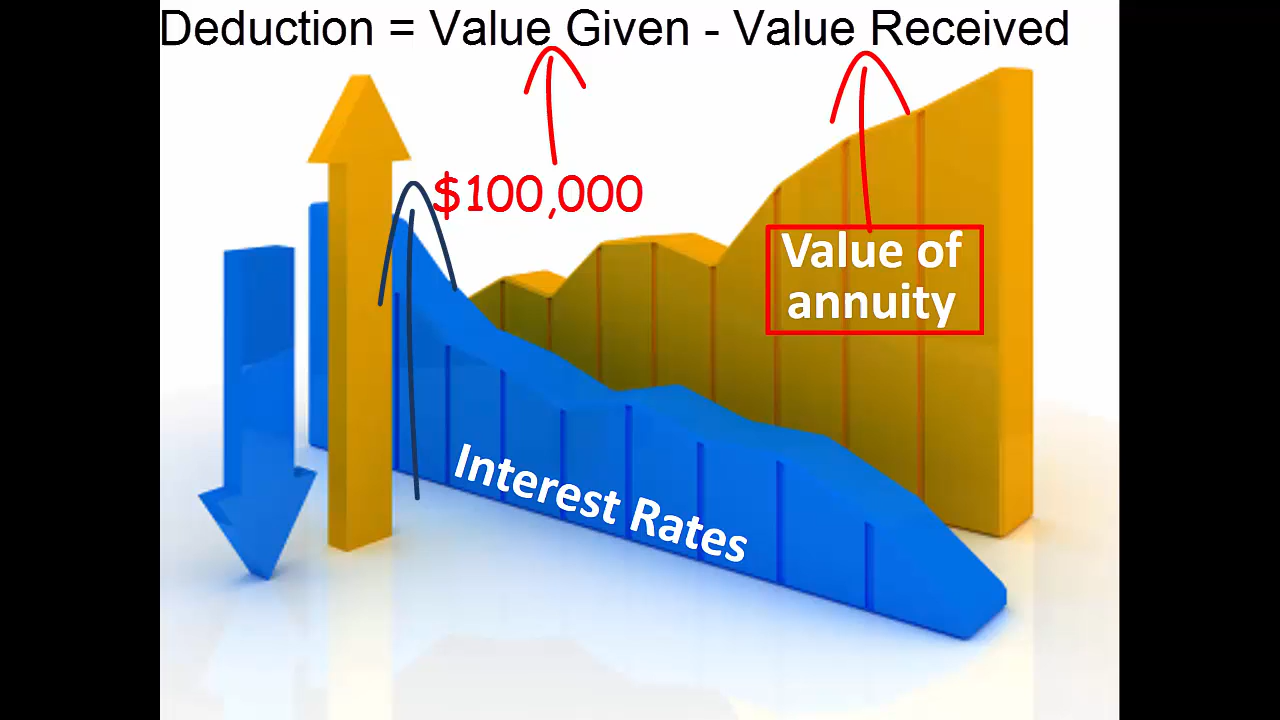 Deduction = Value Given - Value Received
$100,000
Value of
annuity
Interest Rates